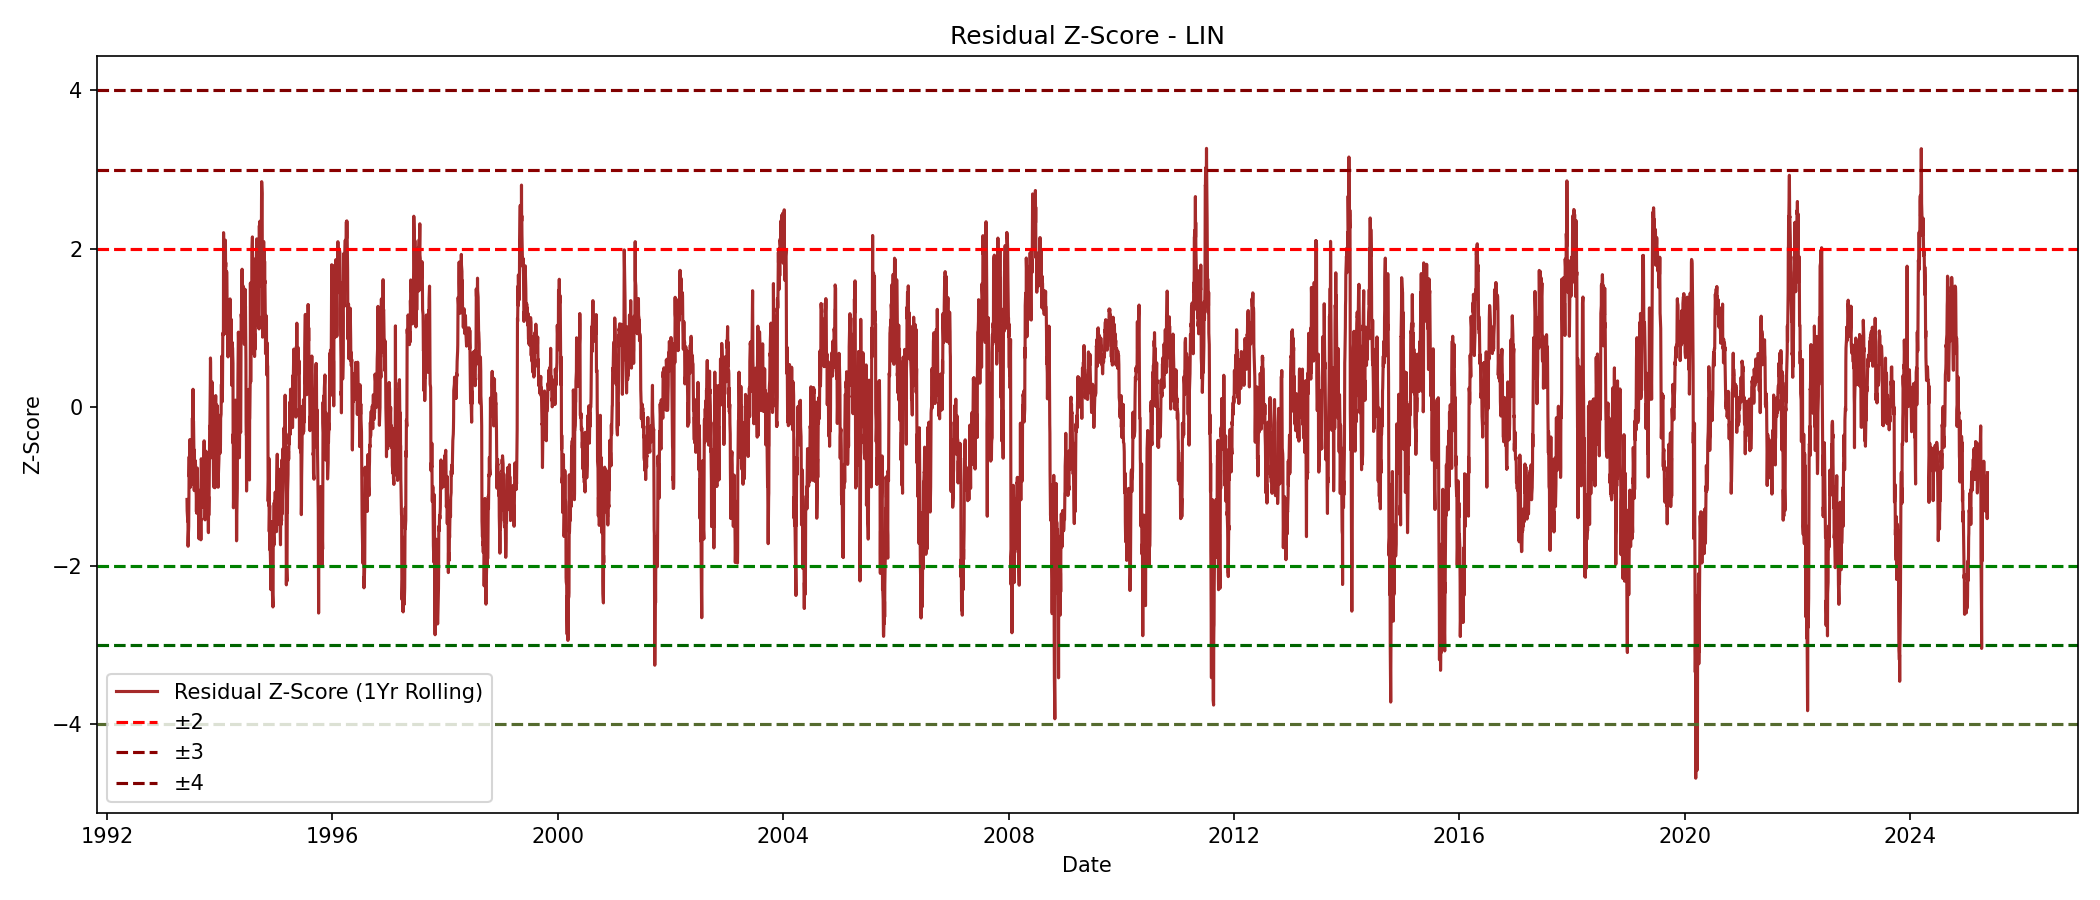 Residual Z-Score - LIN
4
2
0
−2
−4
Z-Score
Residual Z-Score (1Yr Rolling)
±2
±3
±4
1992 1996 2000 2004 2008 2012 2016 2020 2024
Date